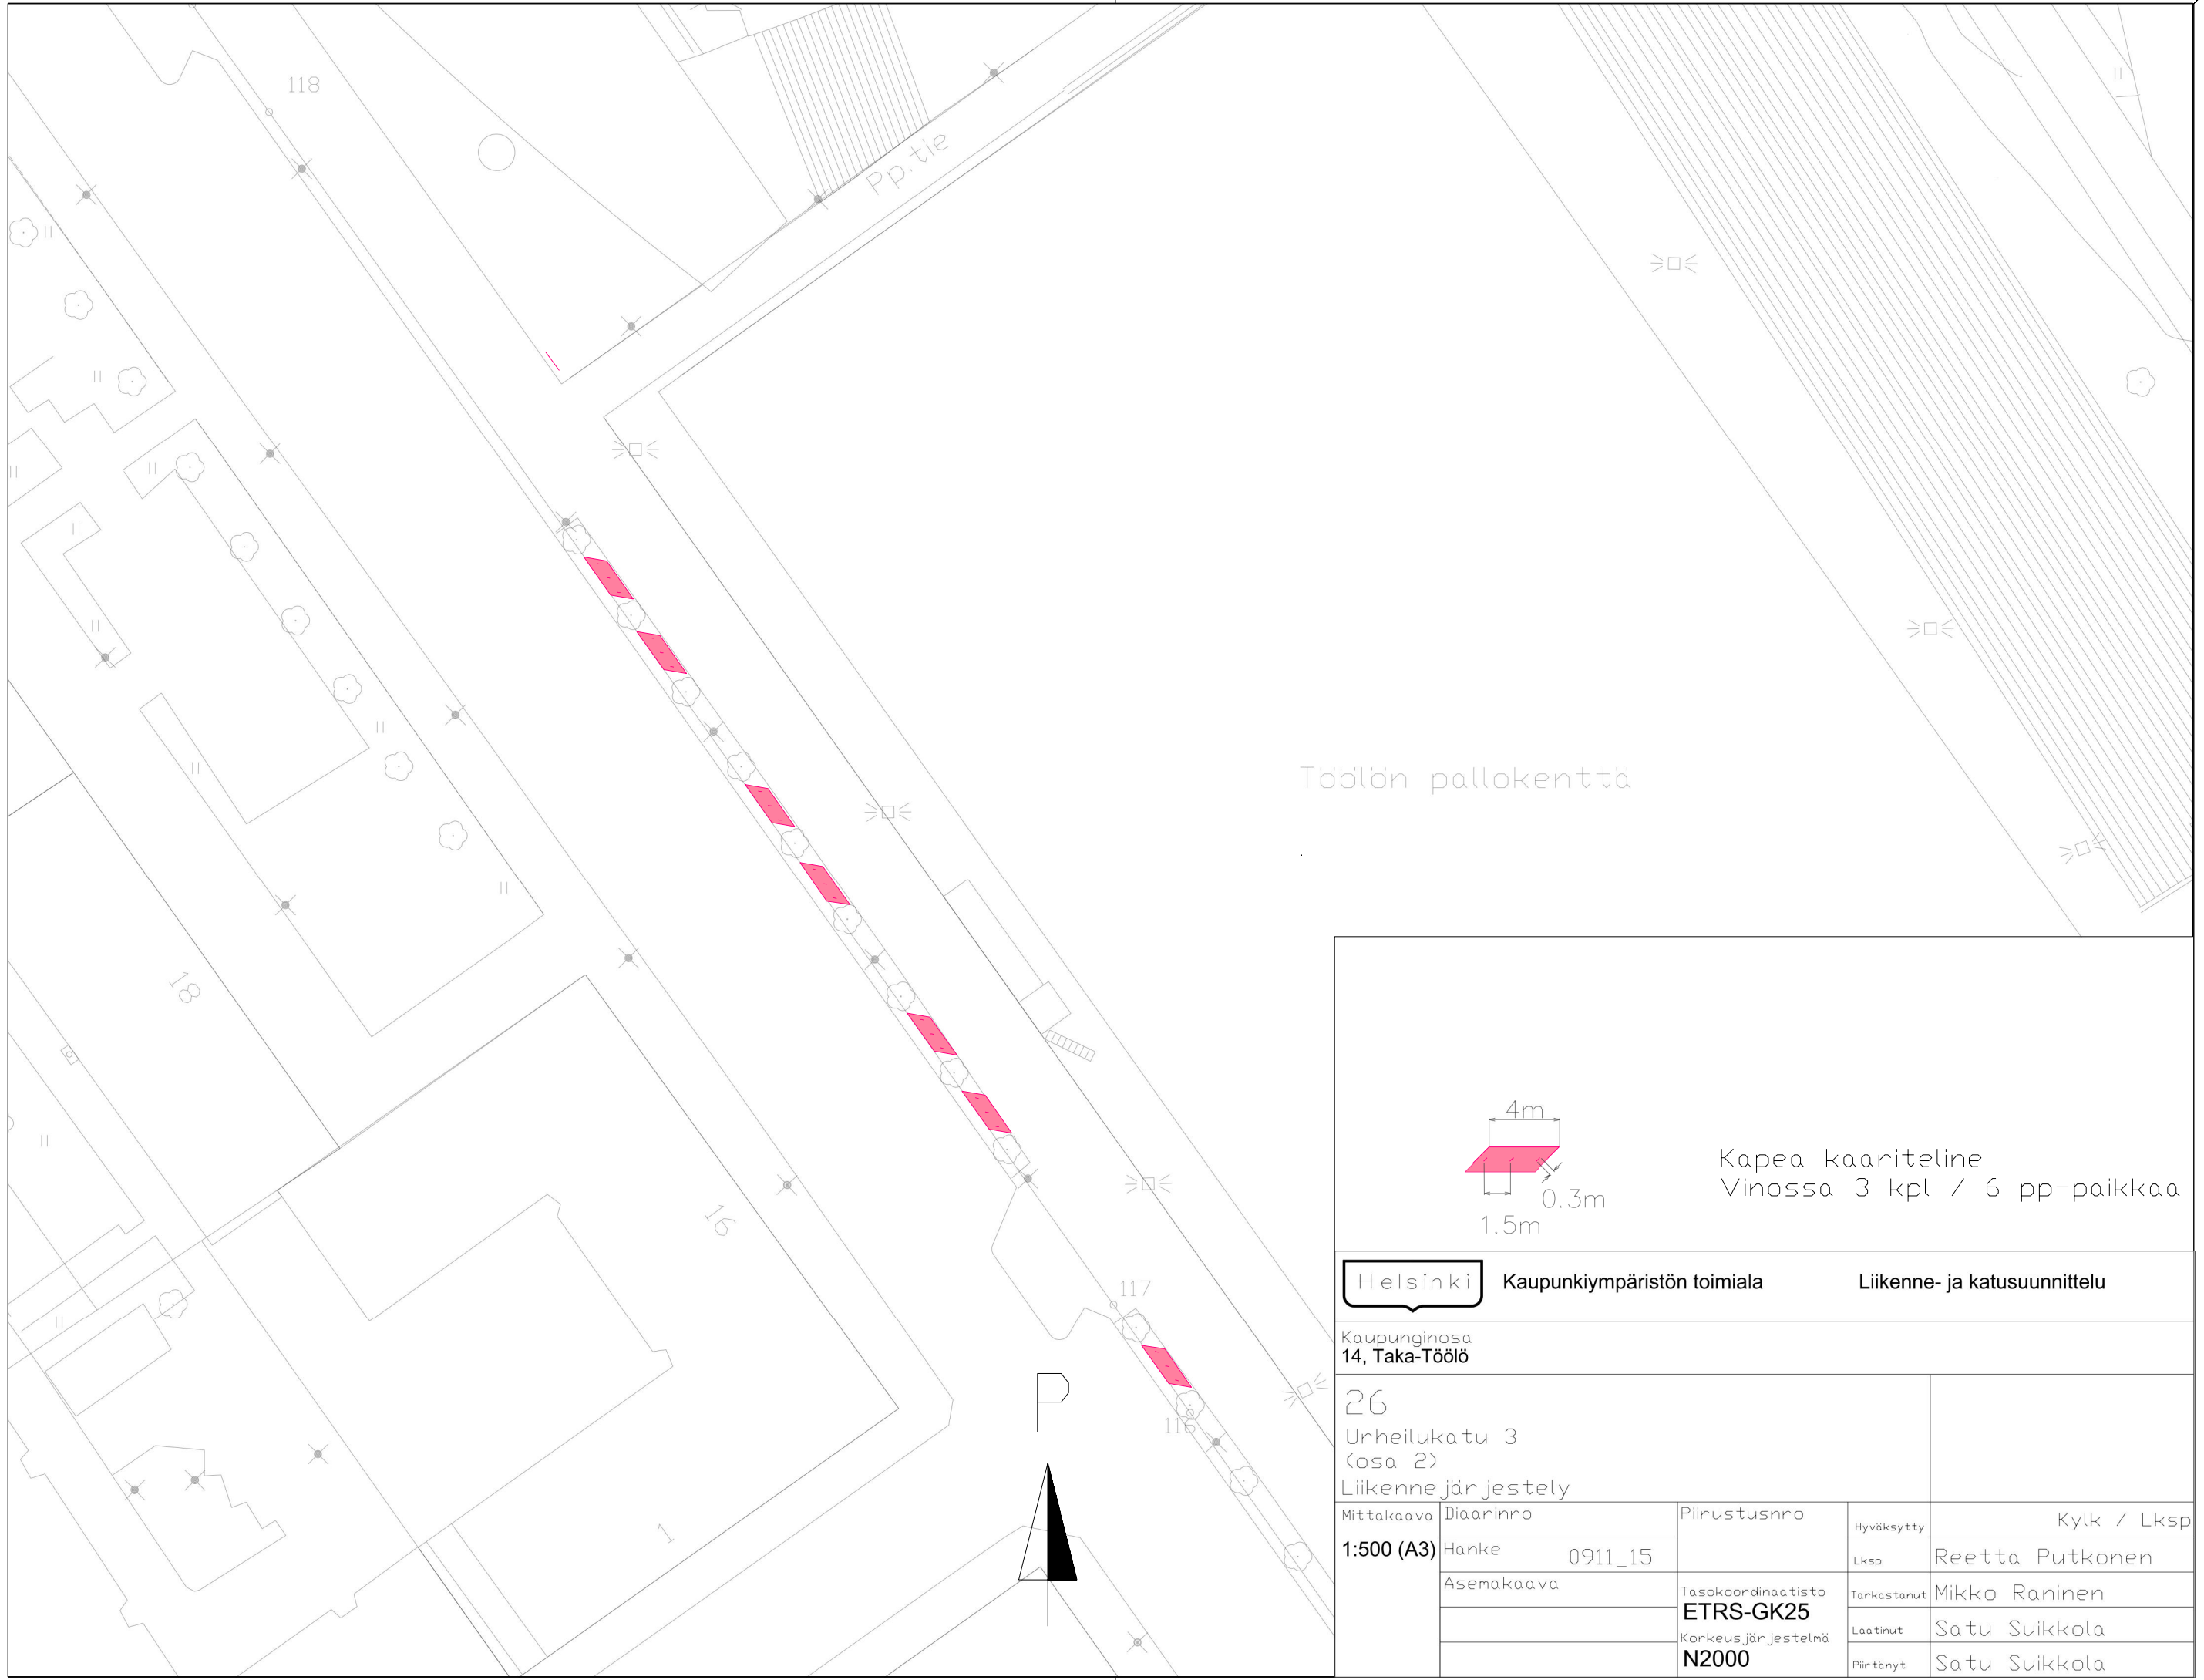 118
Pp.tie
Töölön pallokenttä
18
16
1
117
116
P
4m
0.3m
1.5m
Kapea kaariteline
Vinossa 3 kpl / 6 pp-paikkaa
Helsinki
Kaupunkiympäristön toimiala
Liikenne- ja katusuunnittelu
Kaupunginosa
14, Taka-Töölö
26
Urheilukatu 3
(osa 2)
Liikennejärjestely
Mittakaava
1:500 (A3)
Diaarinro
Hanke 0911_15
Asemakaava
Piirustusnro
Tasokoordinaatisto
ETRS-GK25
Korkeusjärjestelmä
N2000
Hyväksytty Kylk / Lksp
Lksp Reetta Putkonen
Tarkastanut Mikko Raninen
Laatinut Satu Suikkola
Piirtänyt Satu Suikkola